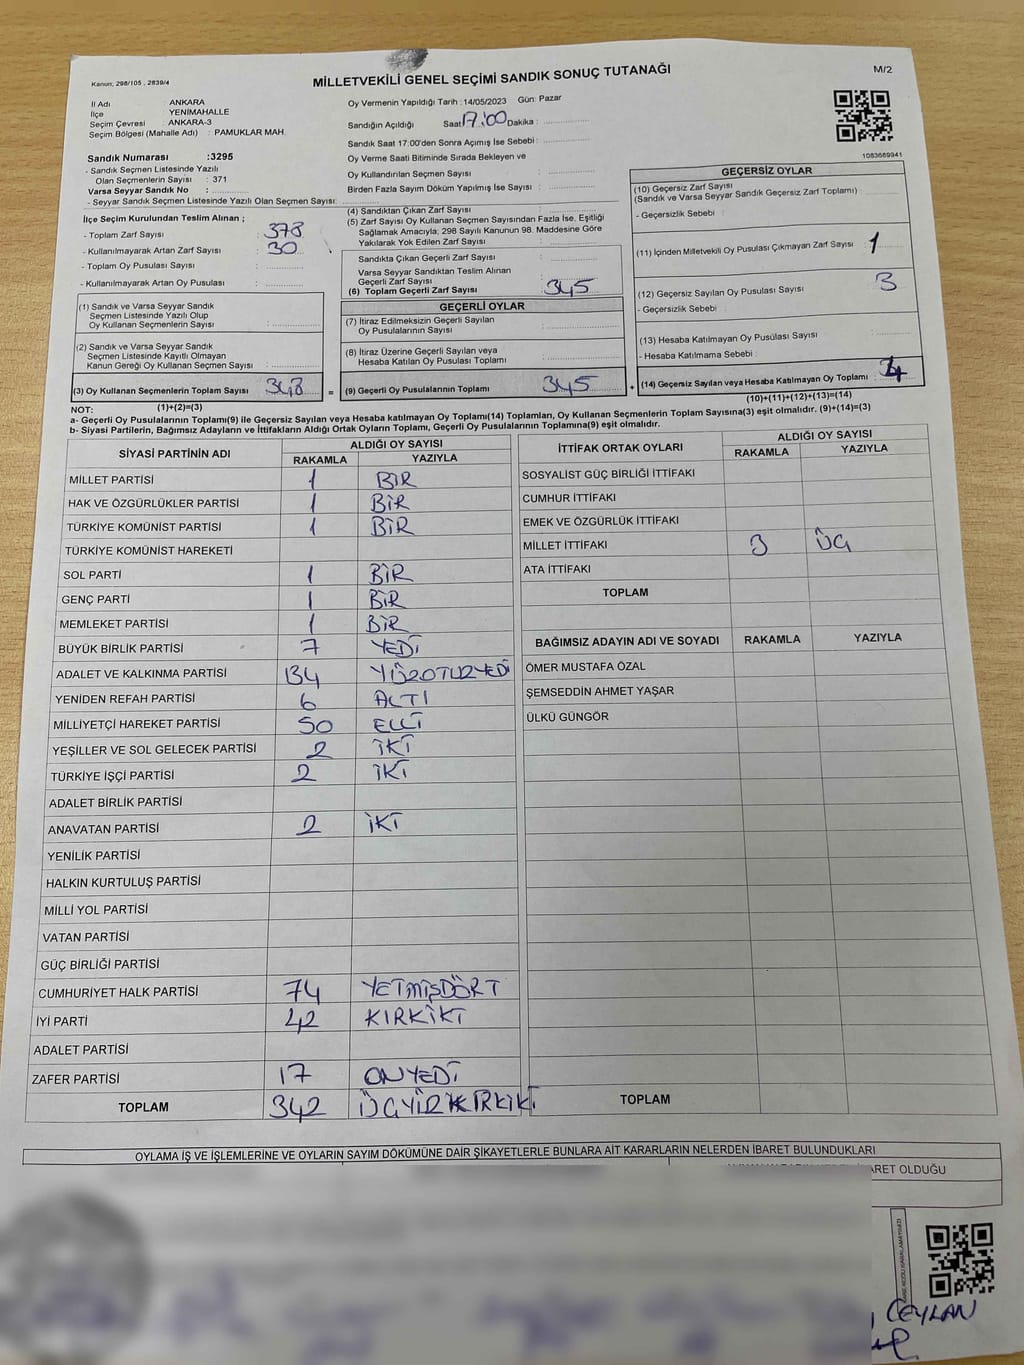 Kanun; 298/105 , 2839/4
MİLLETVEKİLİ GENEL SEÇİMİ SANDIK SONUÇ TUTANAĞI
M/2
İl Adı ANKARA
İlçe YENİMAHALLE
Seçim Çevresi : ANKARA-3
Seçim Bölgesi (Mahalle Adı) : PAMUKLAR MAH.
Sandık Numarası :3295
- Sandık Seçmen Listesinde Yazılı
Olan Seçmenlerin Sayısı : 371
Varsa Seyyar Sandık No :
- Seyyar Sandık Seçmen Listesinde Yazılı Olan Seçmen Sayısı:
Oy Vermenin Yapıldığı Tarih : 14/05/2023 Gün: Pazar
Sandığın Açıldığı Saat 17:00 Dakika :
Sandık Saat 17:00'den Sonra Açımış İse Sebebi :
Oy Verme Saati Bitiminde Sırada Bekleyen ve
Oy Kullandırılan Seçmen Sayısı :
Birden Fazla Sayım Döküm Yapılmış İse Sayısı :
1083669941
İlçe Seçim Kurulundan Teslim Alınan ;
- Toplam Zarf Sayısı : 378
- Kullanılmayarak Artan Zarf Sayısı : 30
- Toplam Oy Pusulası Sayısı :
- Kullanılmayarak Artan Oy Pusulası :
(1) Sandık ve Varsa Seyyar Sandık
Seçmen Listesinde Yazılı Olup
Oy Kullanan Seçmenlerin Sayısı :
(2) Sandık ve Varsa Seyyar Sandık
Seçmen Listesinde Kayıtlı Olmayan
Kanun Gereği Oy Kullanan Seçmen Sayısı :
(3) Oy Kullanan Seçmenlerin Toplam Sayısı : 348 =
(4) Sandıktan Çıkan Zarf Sayısı :
(5) Zarf Sayısı Oy Kullanan Seçmen Sayısından Fazla İse, Eşitliği
Sağlamak Amacıyla; 298 Sayılı Kanunun 98. Maddesine Göre
Yakılarak Yok Edilen Zarf Sayısı :
Sandıkta Çıkan Geçerli Zarf Sayısı :
Varsa Seyyar Sandıktan Teslim Alınan
Geçerli Zarf Sayısı :
(6) Toplam Geçerli Zarf Sayısı : 345
GEÇERLİ OYLAR
(7) İtiraz Edilmeksizin Geçerli Sayılan
Oy Pusulalarının Sayısı :
(8) İtiraz Üzerine Geçerli Sayılan veya
Hesaba Katılan Oy Pusulası Toplamı :
(9) Geçerli Oy Pusulalarının Toplamı : 345 +
GEÇERSİZ OYLAR
(10) Geçersiz Zarf Sayısı
(Sandık ve Varsa Seyyar Sandık Geçersiz Zarf Toplamı) :
- Geçersizlik Sebebi :
(11) İçinden Milletvekili Oy Pusulası Çıkmayan Zarf Sayısı : 1
(12) Geçersiz Sayılan Oy Pusulası Sayısı : 3
- Geçersizlik Sebebi :
(13) Hesaba Katılmayan Oy Pusulası Sayısı :
- Hesaba Katılmama Sebebi :
(14) Geçersiz Sayılan veya Hesaba Katılmayan Oy Toplamı : 4
(10)+(11)+(12)+(13)=(14)
NOT: (1)+(2)=(3)
a- Geçerli Oy Pusulalarının Toplamı(9) ile Geçersiz Sayılan veya Hesaba katılmayan Oy Toplamı(14) Toplamları, Oy Kullanan Seçmenlerin Toplam Sayısına(3) eşit olmalıdır. (9)+(14)=(3)
b- Siyasi Partilerin, Bağımsız Adayların ve İttifakların Aldığı Ortak Oyların Toplamı, Geçerli Oy Pusulalarının Toplamına(9) eşit olmalıdır.
SİYASİ PARTİNİN ADI ALDIĞI OY SAYISI
RAKAMLA YAZIYLA
MİLLET PARTİSİ 1 BİR
HAK VE ÖZGÜRLÜKLER PARTİSİ 1 BİR
TÜRKİYE KOMÜNİST PARTİSİ 1 BİR
TÜRKİYE KOMÜNİST HAREKETİ
SOL PARTİ 1 BİR
GENÇ PARTİ 1 BİR
MEMLEKET PARTİSİ 1 BİR
BÜYÜK BİRLİK PARTİSİ 7 YEDİ
ADALET VE KALKINMA PARTİSİ 134 YÜZOTUZYEDİ
YENİDEN REFAH PARTİSİ 6 ALTI
MİLLİYETÇİ HAREKET PARTİSİ 50 ELLİ
YEŞİLLER VE SOL GELECEK PARTİSİ 2 İKİ
TÜRKİYE İŞÇİ PARTİSİ 2 İKİ
ADALET BİRLİK PARTİSİ
ANAVATAN PARTİSİ 2 İKİ
YENİLİK PARTİSİ
HALKIN KURTULUŞ PARTİSİ
MİLLİ YOL PARTİSİ
VATAN PARTİSİ
GÜÇ BİRLİĞİ PARTİSİ
CUMHURİYET HALK PARTİSİ 74 YETMİŞDÖRT
İYİ PARTİ 42 KIRKİKİ
ADALET PARTİSİ
ZAFER PARTİSİ 17 ONYEDİ
TOPLAM 342 ÜÇYÜZKIRKİKİ
İTTİFAK ORTAK OYLARI ALDIĞI OY SAYISI
RAKAMLA YAZIYLA
SOSYALİST GÜÇ BİRLİĞİ İTTİFAKI
CUMHUR İTTİFAKI
EMEK VE ÖZGÜRLÜK İTTİFAKI
MİLLET İTTİFAKI 3 ÜÇ
ATA İTTİFAKI
TOPLAM
BAĞIMSIZ ADAYIN ADI VE SOYADI RAKAMLA YAZIYLA
ÖMER MUSTAFA ÖZAL
ŞEMSEDDİN AHMET YAŞAR
ÜLKÜ GÜNGÖR
TOPLAM
OYLAMA İŞ VE İŞLEMLERİNE VE OYLARIN SAYIM DÖKÜMÜNE DAİR ŞİKAYETLERLE BUNLARA AİT KARARLARIN NELERDEN İBARET BULUNDUKLARI
ARET OLDUĞU
CEYLAN